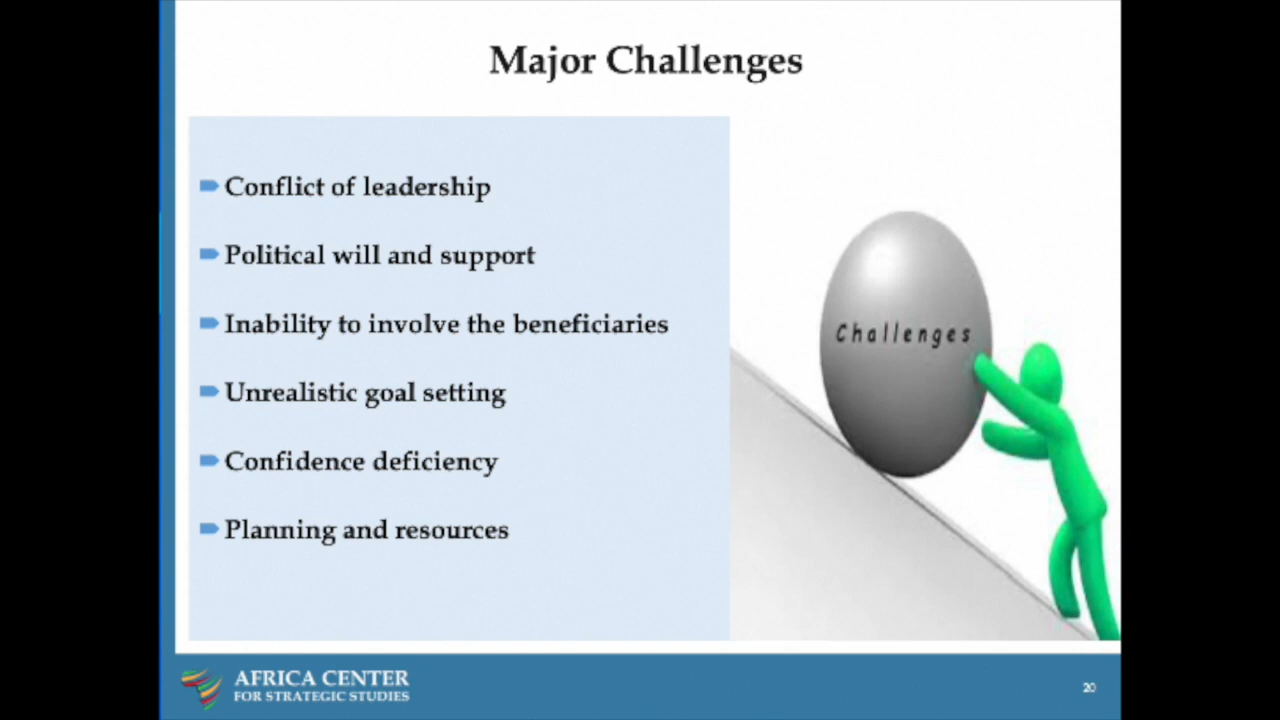 Major Challenges
Conflict of leadership
Political will and support
Inability to involve the beneficiaries
Unrealistic goal setting
Confidence deficiency
Planning and resources
Challenges
AFRICA CENTER
FOR STRATEGIC STUDIES
20